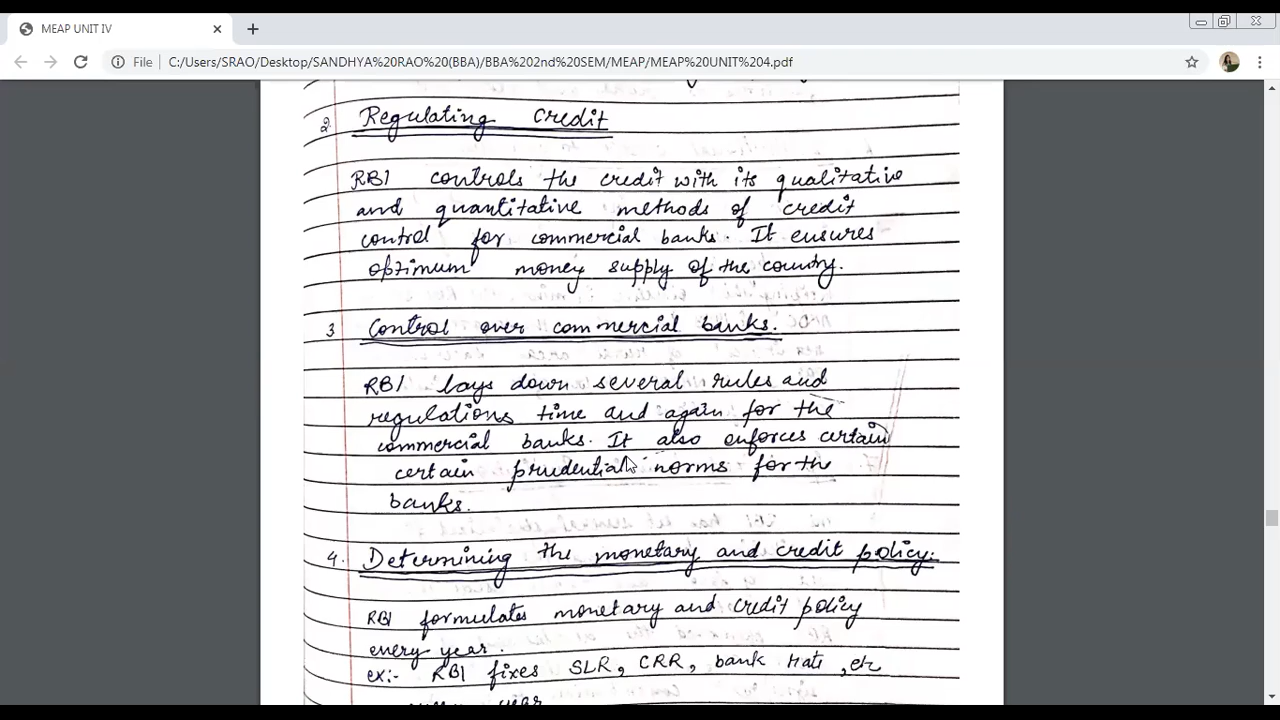 MEAP UNIT IV
File C:/Users/SRAO/Desktop/SANDHYA%20RAO%20(BBA)/BBA%202nd%20SEM/MEAP/MEAP%20UNIT%204.pdf
2. Regulating Credit
RBI controls the credit with its qualitative
and quantitative methods of credit
control for commercial banks. It ensures
optimum money supply of the country.
3 Control over commercial banks.
RBI lays down several rules and
regulations time and again for the
commercial banks. It also enforces certain
certain prudential norms for the
banks.
4. Determining the monetary and credit policy.
RBI formulates monetary and credit policy
every year.
ex:- RBI fixes SLR, CRR, bank rate, etc
year